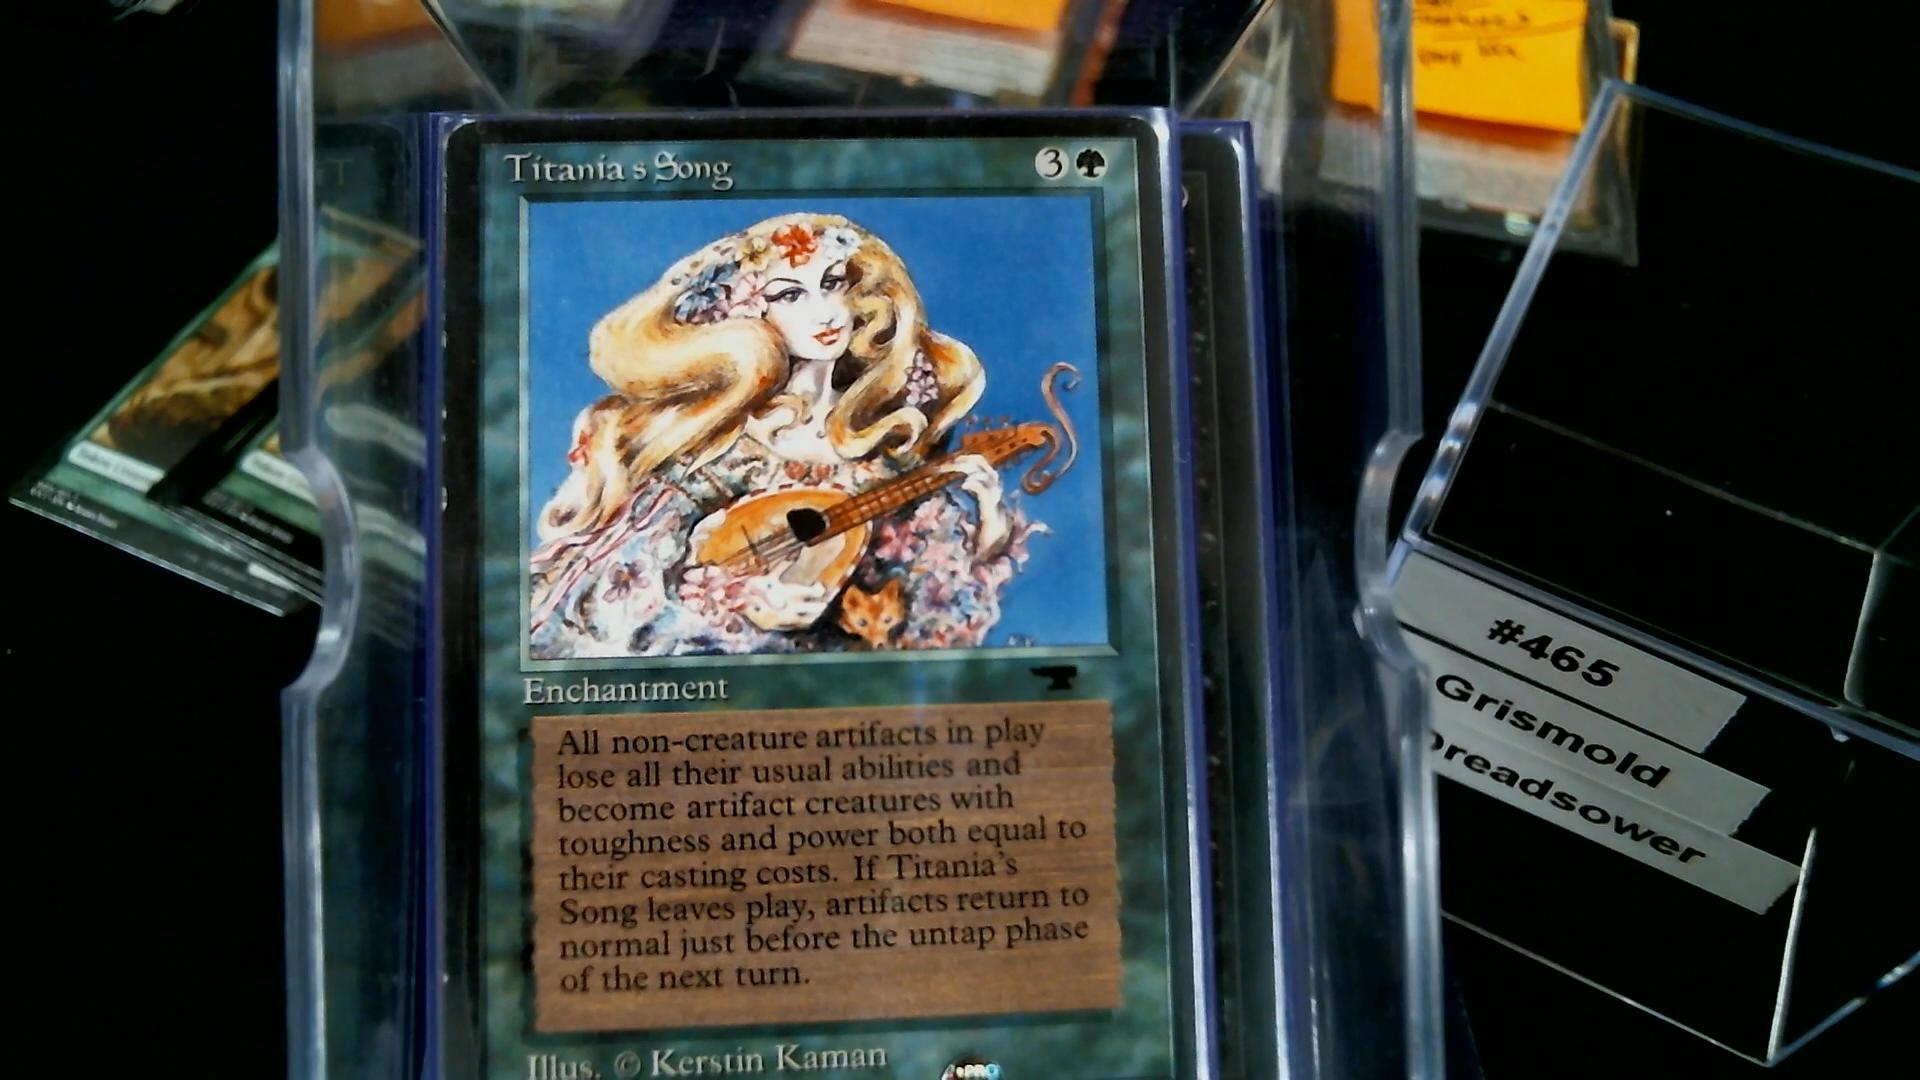 Titania's Song 3
Enchantment
All non-creature artifacts in play
lose all their usual abilities and
become artifact creatures with
toughness and power both equal to
their casting costs. If Titania's
Song leaves play, artifacts return to
normal just before the untap phase
of the next turn.
Illus. © Kerstin Kaman
PRO
#465
Grismold